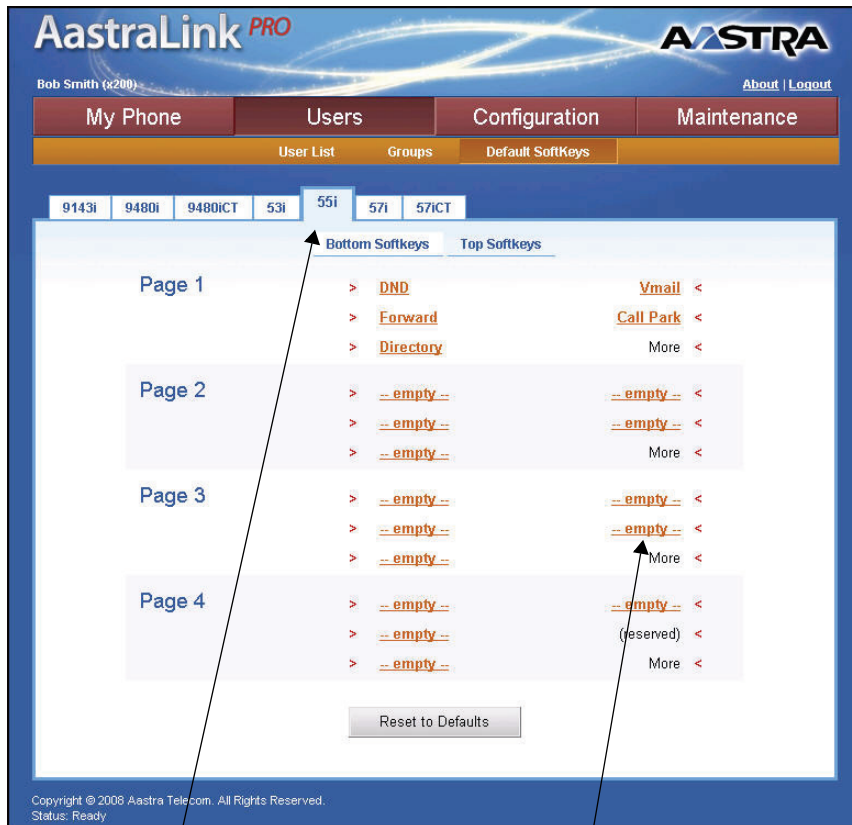 AastraLink PRO
AASTRA
Bob Smith (x200)
About | Logout
My Phone Users Configuration Maintenance
User List Groups Default SoftKeys
9143i 9480i 9480iCT 53i 55i 57i 57iCT
Bottom Softkeys Top Softkeys
Page 1 > DND Vmail <
> Forward Call Park <
> Directory More <
Page 2 > -- empty -- -- empty -- <
> -- empty -- -- empty -- <
> -- empty -- More <
Page 3 > -- empty -- -- empty -- <
> -- empty -- -- empty -- <
> -- empty -- More <
Page 4 > -- empty -- -- empty -- <
> -- empty -- (reserved) <
> -- empty -- More <
Reset to Defaults
Copyright © 2008 Aastra Telecom. All Rights Reserved.
Status: Ready